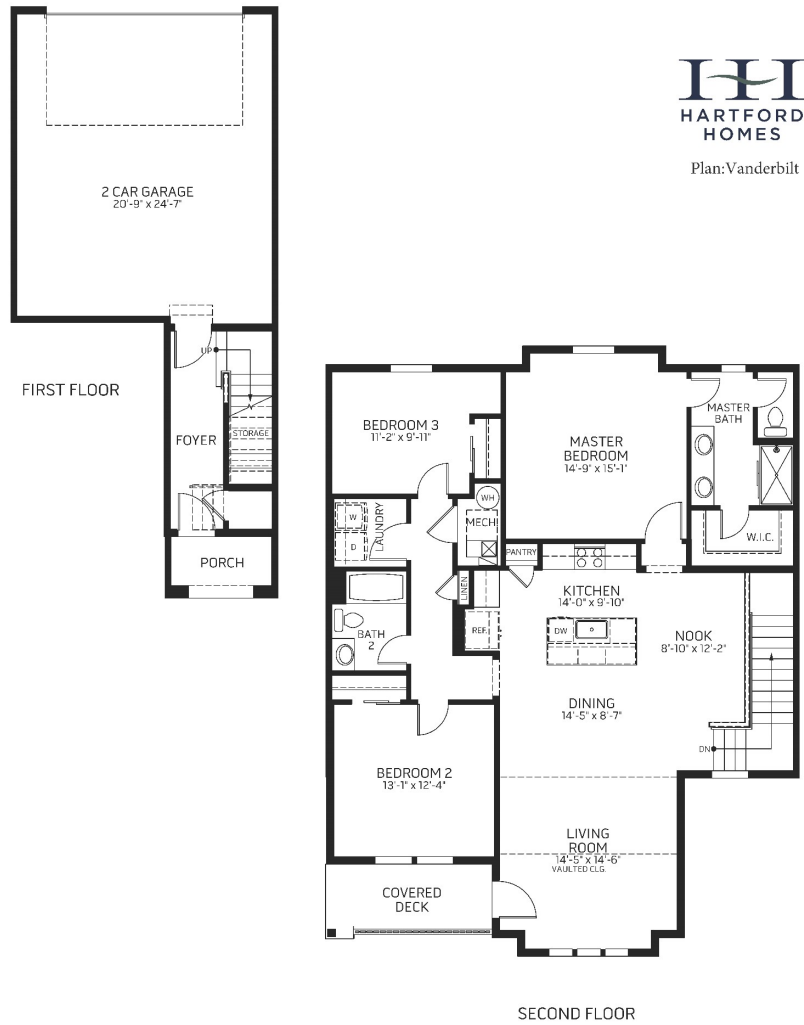 HARTFORD
HOMES
Plan:Vanderbilt
2 CAR GARAGE
20'-9" x 24'-7"
UP
FIRST FLOOR
FOYER
STORAGE
PORCH
BEDROOM 3
11'-2" x 9'-11"
MASTER
BEDROOM
14'-9" x 15'-1"
MASTER
BATH
W.I.C.
LAUNDRY
W
D
WH
MECH
PANTRY
LINEN
KITCHEN
14'-0" x 9'-10"
REF.
DW
BATH
2
NOOK
8'-10" x 12'-2"
DINING
14'-5" x 8'-7"
DN
BEDROOM 2
13'-1" x 12'-4"
LIVING
ROOM
14'-5" x 14'-6"
VAULTED CLG.
COVERED
DECK
SECOND FLOOR